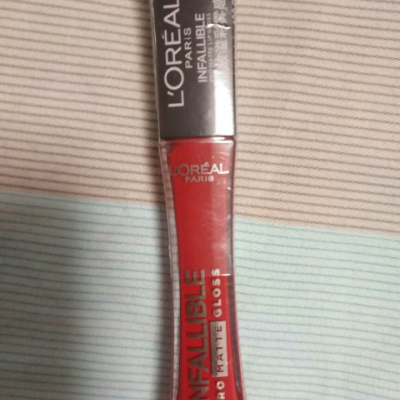 L'ORÉAL
PARIS
INFALLIBLE
L'ORÉAL
PARIS
INFALLIBLE
PRO MATTE GLOSS